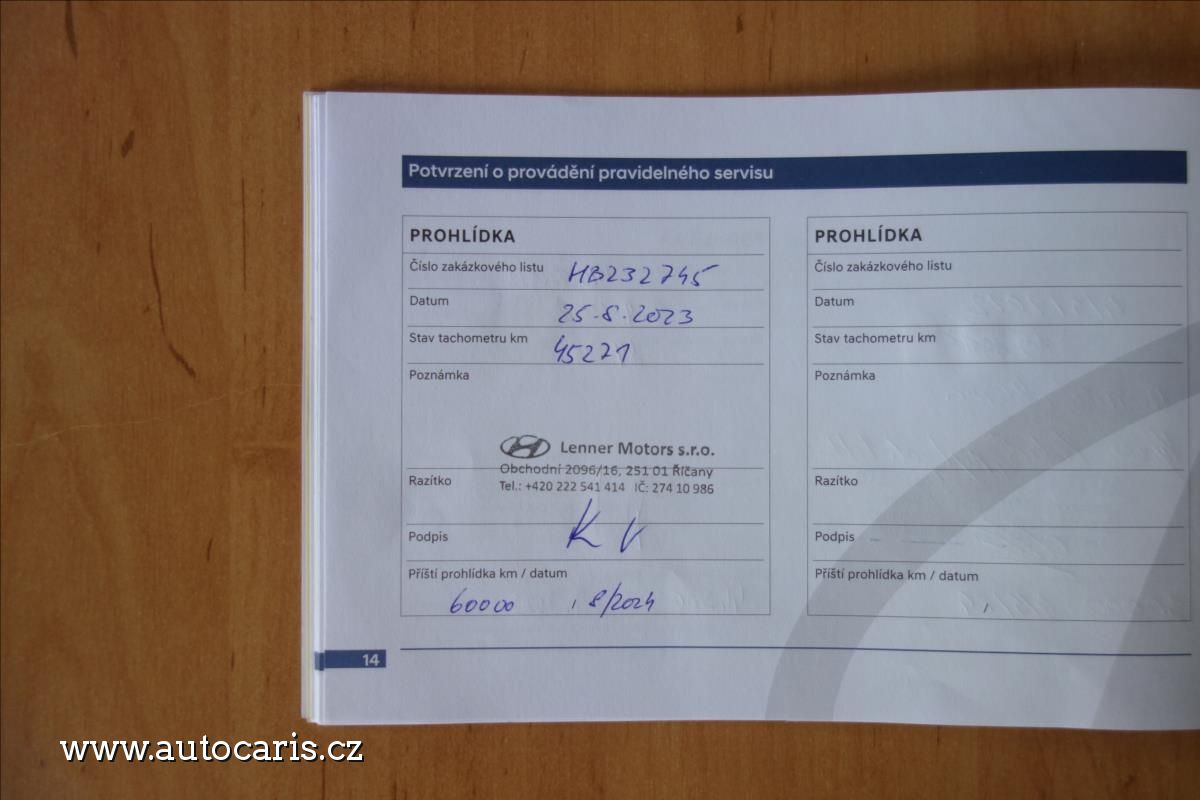 Potvrzení o provádění pravidelného servisu
PROHLÍDKA
Číslo zakázkového listu HB232745
Datum 25.8.2023
Stav tachometru km 45271
Poznámka
Lenner Motors s.r.o.
Obchodní 2096/16, 251 01 Říčany
Razítko
Tel.: +420 222 541 414 IČ: 274 10 986
Podpis KV
Příští prohlídka km / datum
60000 / 8/2024
PROHLÍDKA
Číslo zakázkového listu
Datum
Stav tachometru km
Poznámka
Razítko
Podpis
Příští prohlídka km / datum
/
14
www.autocaris.cz